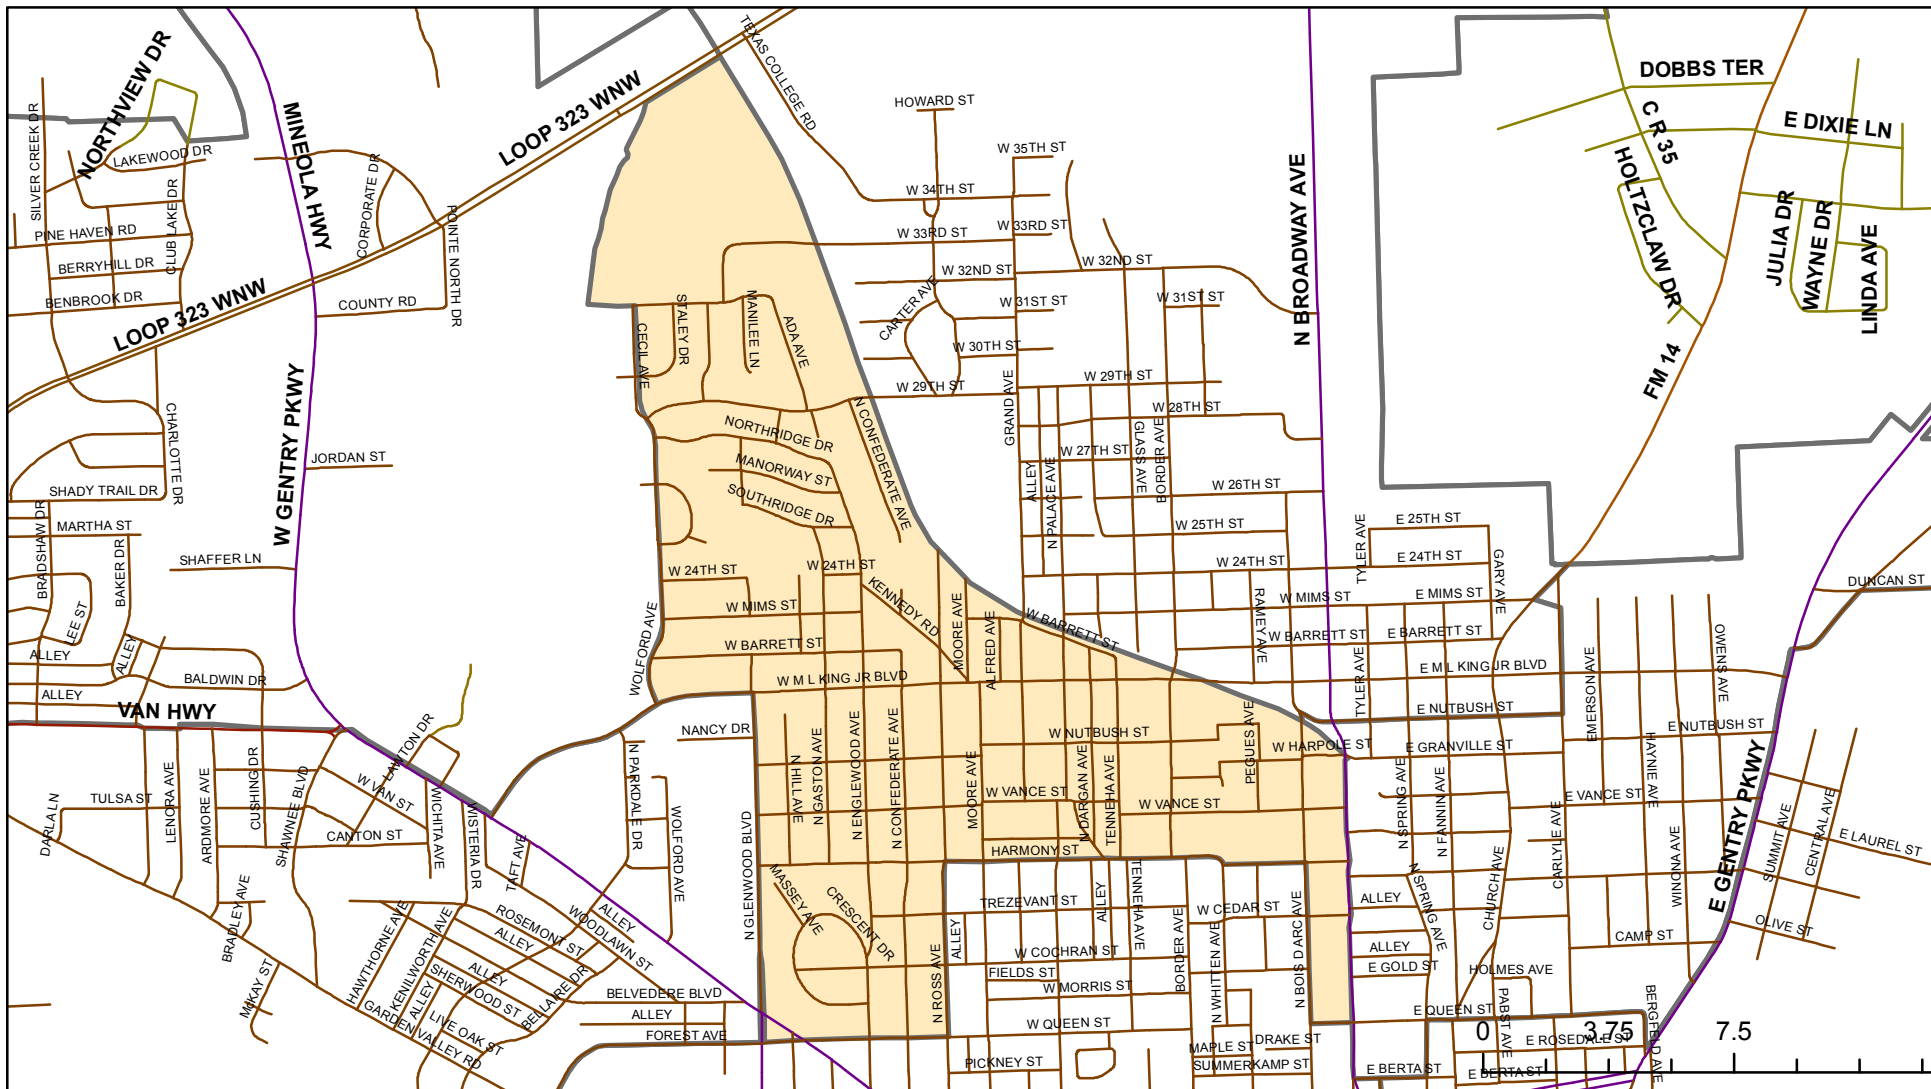 NORTHVIEW DR
SILVER CREEK DR
LAKEWOOD DR
CLUB LAKE DR
PINE HAVEN RD
BERRYHILL DR
BENBROOK DR
LOOP 323 WNW
MINEOLA HWY
CORPORATE DR
POINTE NORTH DR
COUNTY RD
LOOP 323 WNW
TEXAS COLLEGE RD
HOWARD ST
W 35TH ST
W 34TH ST
W 33RD ST
W 33RD ST
W 32ND ST
W 32ND ST
W 31ST ST
W 31ST ST
CARTER AVE
W 30TH ST
W 29TH ST
W 29TH ST
W 28TH ST
W 27TH ST
W 26TH ST
W 25TH ST
W 24TH ST
N BROADWAY AVE
DOBBS TER
C R 35
E DIXIE LN
HOLTZCLAW DR
JULIA DR
WAYNE DR
LINDA AVE
FM 14
CECIL AVE
STALEY DR
MANILEE LN
ADA AVE
NORTHRIDGE DR
MANORWAY ST
SOUTHRIDGE DR
N CONFEDERATE AVE
GRAND AVE
ALLEY
N PALACE AVE
GLASS AVE
BORDER AVE
W GENTRY PKWY
JORDAN ST
CHARLOTTE DR
SHADY TRAIL DR
MARTHA ST
BRADSHAW DR
BAKER DR
SHAFFER LN
LEE ST
ALLEY
ALLEY
ALLEY
BALDWIN DR
VAN HWY
W 24TH ST
W 24TH ST
W MIMS ST
W BARRETT ST
KENNEDY RD
MOORE AVE
ALFRED AVE
W BARRETT ST
WOLFORD AVE
W M L KING JR BLVD
TYLER AVE
E 25TH ST
E 24TH ST
GARY AVE
RAMEY AVE
W MIMS ST
E MIMS ST
W BARRETT ST
E BARRETT ST
TYLER AVE
E M L KING JR BLVD
E NUTBUSH ST
EMERSON AVE
OWENS AVE
E NUTBUSH ST
DUNCAN ST
NANCY DR
LAWTON DR
N PARKDALE DR
WOLFORD AVE
N GLENWOOD BLVD
N HILL AVE
N GASTON AVE
N ENGLEWOOD AVE
N CONFEDERATE AVE
MOORE AVE
W NUTBUSH ST
W VANCE ST
N DARGAN AVE
TENNEHA AVE
W VANCE ST
PEGUES AVE
W HARPOLE ST
E GRANVILLE ST
N SPRING AVE
N FANNIN AVE
E VANCE ST
HAYNIE AVE
CARLYLE AVE
WINONA AVE
E GENTRY PKWY
SUMMIT AVE
CENTRAL AVE
E LAUREL ST
OLIVE ST
DARLA LN
TULSA ST
LENORA AVE
ARDMORE AVE
CUSHING DR
SHAWNEE BLVD
W VAN ST
CANTON ST
WICHITA AVE
WISTERIA DR
TAFT AVE
HARMONY ST
MASSEY AVE
CRESCENT DR
N ROSS AVE
ALLEY
TREZEVANT ST
ALLEY
TENNEHA AVE
W COCHRAN ST
FIELDS ST
W MORRIS ST
W QUEEN ST
PICKNEY ST
BORDER AVE
W CEDAR ST
N WHITTEN AVE
N BOIS D ARC AVE
MAPLE ST
DRAKE ST
SUMMERKAMP ST
ALLEY
N SPRING AVE
CHURCH AVE
ALLEY
E GOLD ST
CAMP ST
HOLMES AVE
E QUEEN ST
PABST AVE
E ROSEDALE ST
BERGFELD AVE
E BERTA ST
E BERTA ST
BRADLEY AVE
MCKAY ST
HAWTHORNE AVE
KENILWORTH AVE
ROSEMONT ST
ALLEY
WOODLAWN ST
ALLEY
ALLEY
SHERWOOD ST
ALLEY
BELLAIRE DR
LIVE OAK ST
GARDEN VALLEY RD
BELVEDERE BLVD
ALLEY
FOREST AVE
0 3.75 7.5